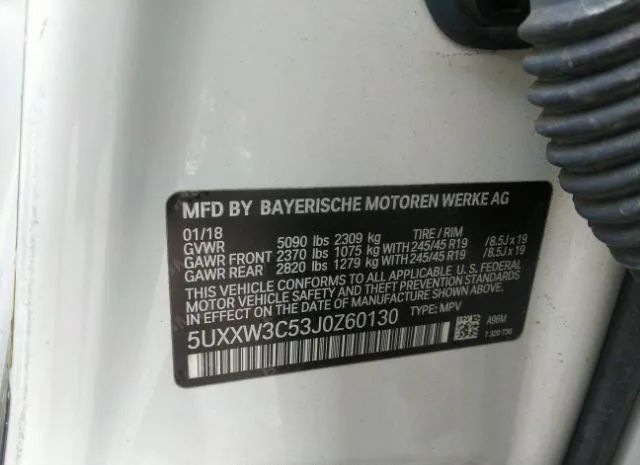 MFD BY BAYERISCHE MOTOREN WERKE AG
01/18 TIRE / RIM
GVWR 5090 lbs 2309 kg
GAWR FRONT 2370 lbs 1075 kg WITH 245/45 R19 /8.5J x 19
GAWR REAR 2820 lbs 1279 kg WITH 245/45 R19 /8.5J x 19
THIS VEHICLE CONFORMS TO ALL APPLICABLE U.S. FEDERAL
MOTOR VEHICLE SAFETY AND THEFT PREVENTION STANDARDS
IN EFFECT ON THE DATE OF MANUFACTURE SHOWN ABOVE.
5UXXW3C53J0Z60130 TYPE: MPV
A96M
7 320 730